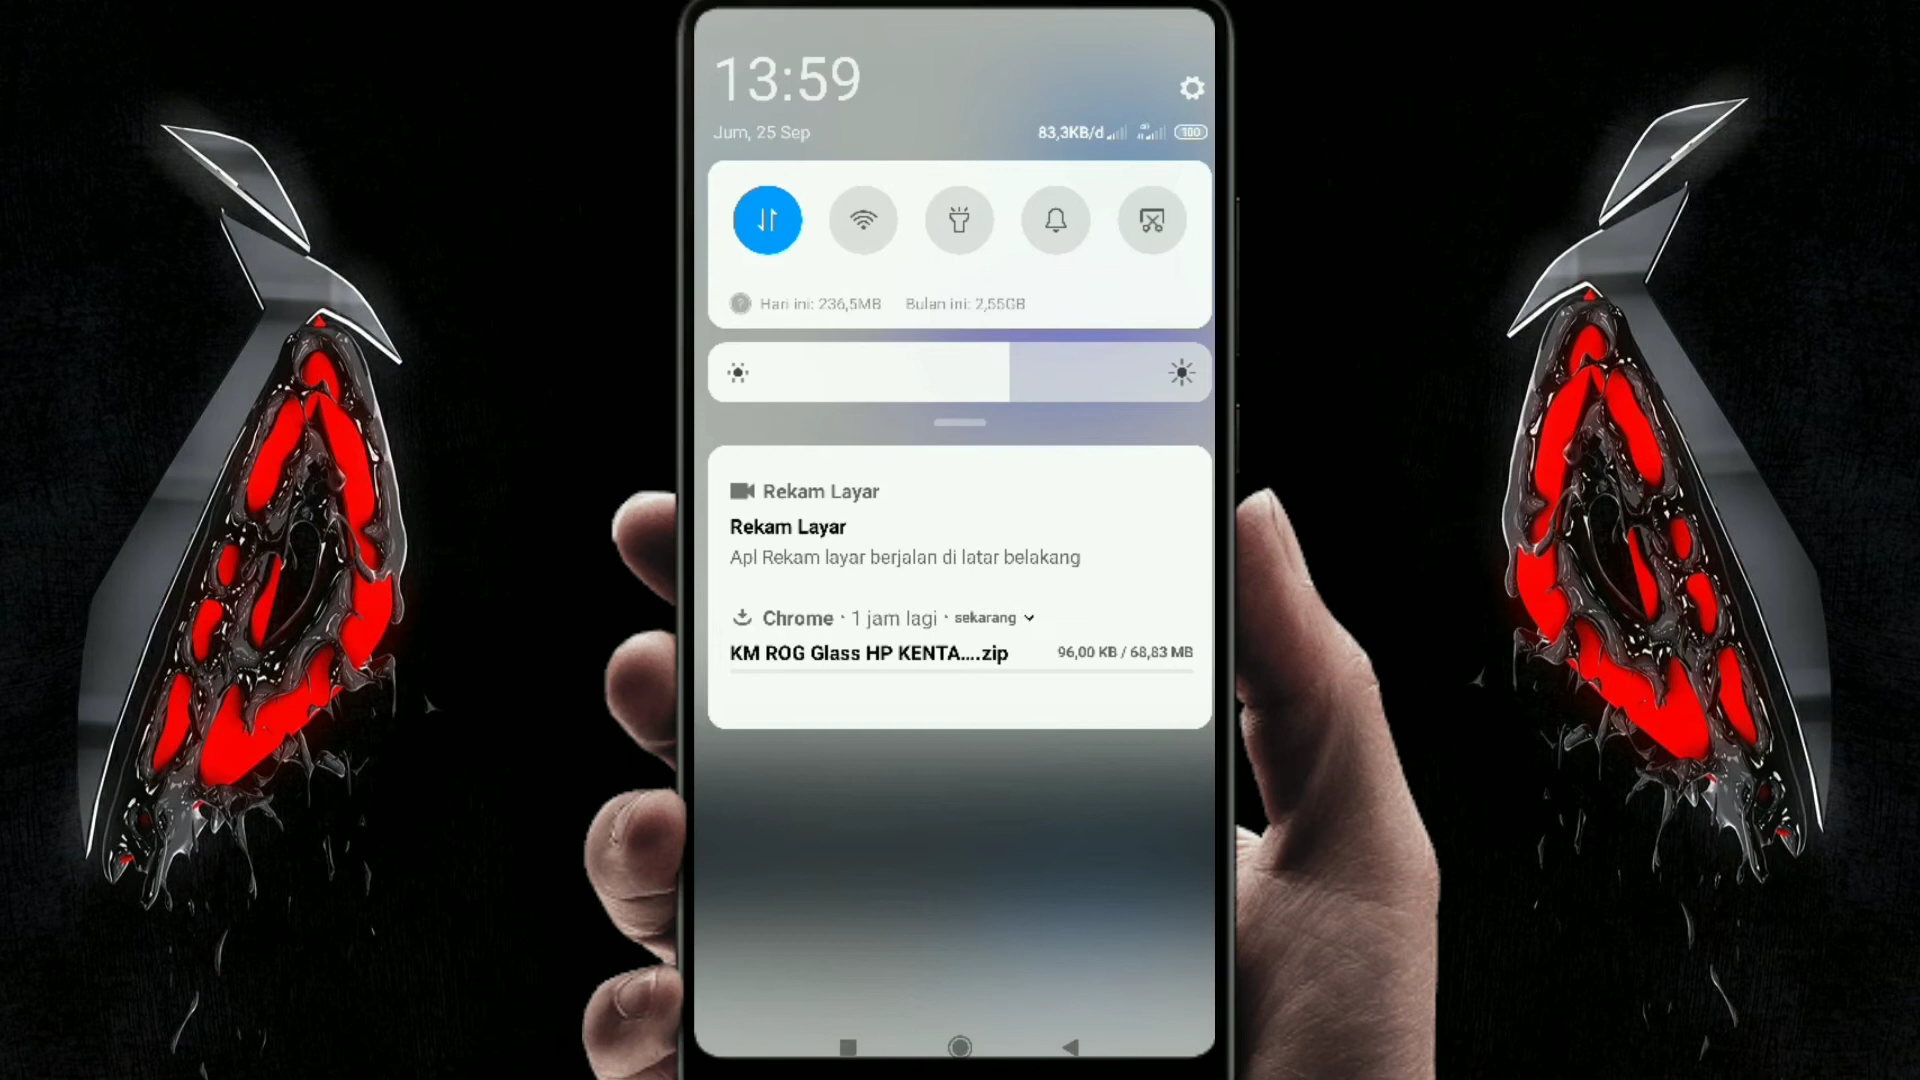 13:59
Jum, 25 Sep
83,3KB/d
100
Hari ini: 236,5MB Bulan ini: 2,55GB
Rekam Layar
Rekam Layar
Apl Rekam layar berjalan di latar belakang
Chrome · 1 jam lagi · sekarang
KM ROG Glass HP KENTA....zip 96,00 KB / 68,83 MB